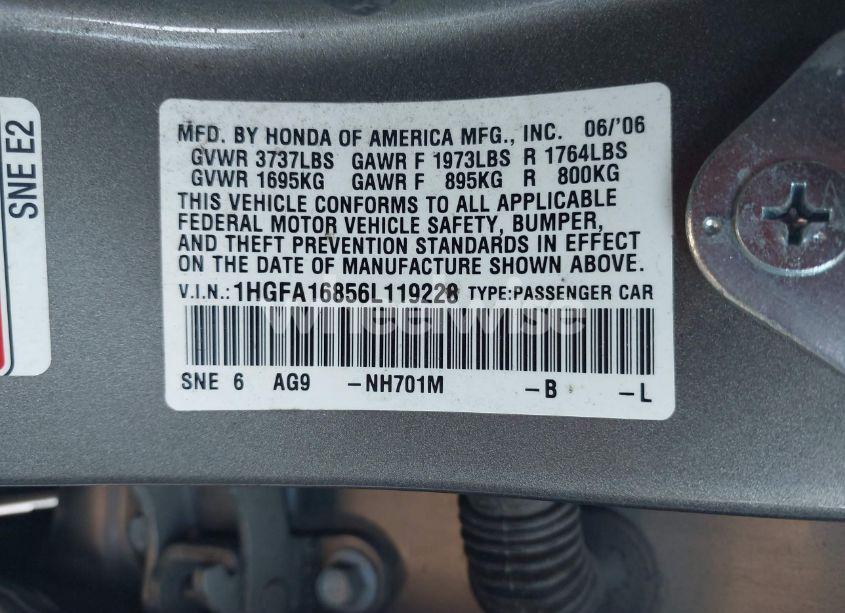 SNE E2
MFD. BY HONDA OF AMERICA MFG., INC. 06/'06
GVWR 3737LBS GAWR F 1973LBS R 1764LBS
GVWR 1695KG GAWR F 895KG R 800KG
THIS VEHICLE CONFORMS TO ALL APPLICABLE
FEDERAL MOTOR VEHICLE SAFETY, BUMPER,
AND THEFT PREVENTION STANDARDS IN EFFECT
ON THE DATE OF MANUFACTURE SHOWN ABOVE.
V.I.N.:1HGFA16856L119228 TYPE:PASSENGER CAR
wheelwise
SNE 6 AG9 -NH701M -B -L